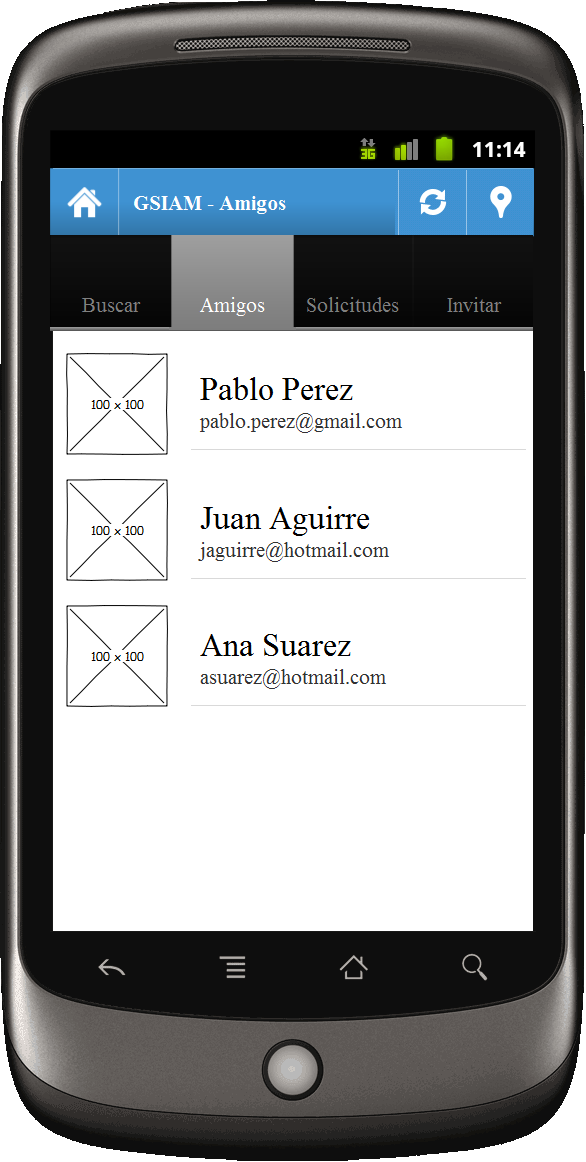 3G
11:14
GSIAM - Amigos
Buscar
Amigos
Solicitudes
Invitar
100 x 100
Pablo Perez
pablo.perez@gmail.com
100 x 100
Juan Aguirre
jaguirre@hotmail.com
100 x 100
Ana Suarez
asuarez@hotmail.com